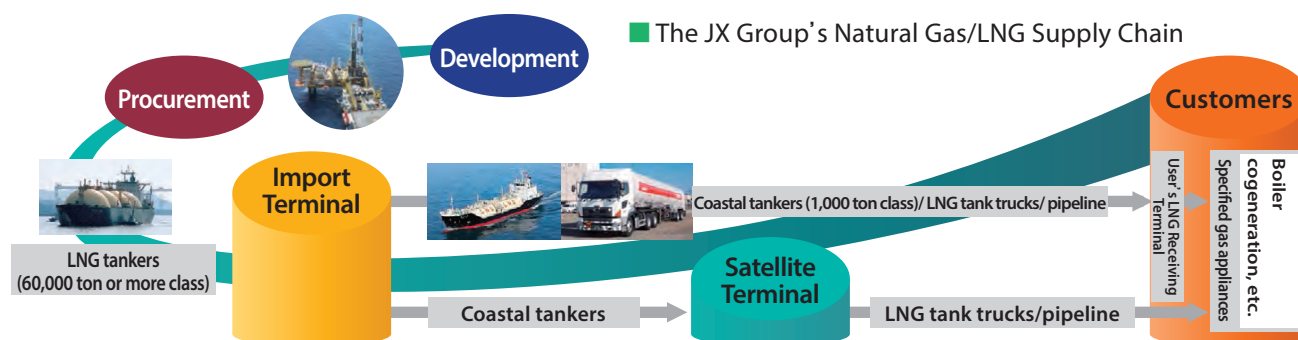 The JX Group's Natural Gas/LNG Supply Chain
Development
Procurement
Customers
Import
Terminal
LNG tankers
(60,000 ton or more class)
Coastal tankers (1,000 ton class)/ LNG tank trucks/ pipeline
User's LNG Receiving
Terminal
Specified gas appliances
Boiler
cogeneration, etc.
Satellite
Terminal
Coastal tankers
LNG tank trucks/pipeline